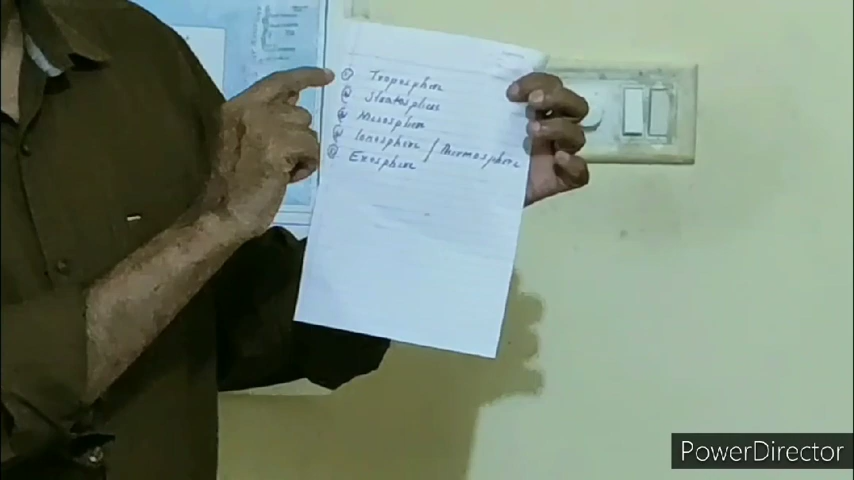 ① Troposphere
② Stratosphere
③ Mesosphere
④ Ionosphere / Thermosphere
⑤ Exosphere
PowerDirector